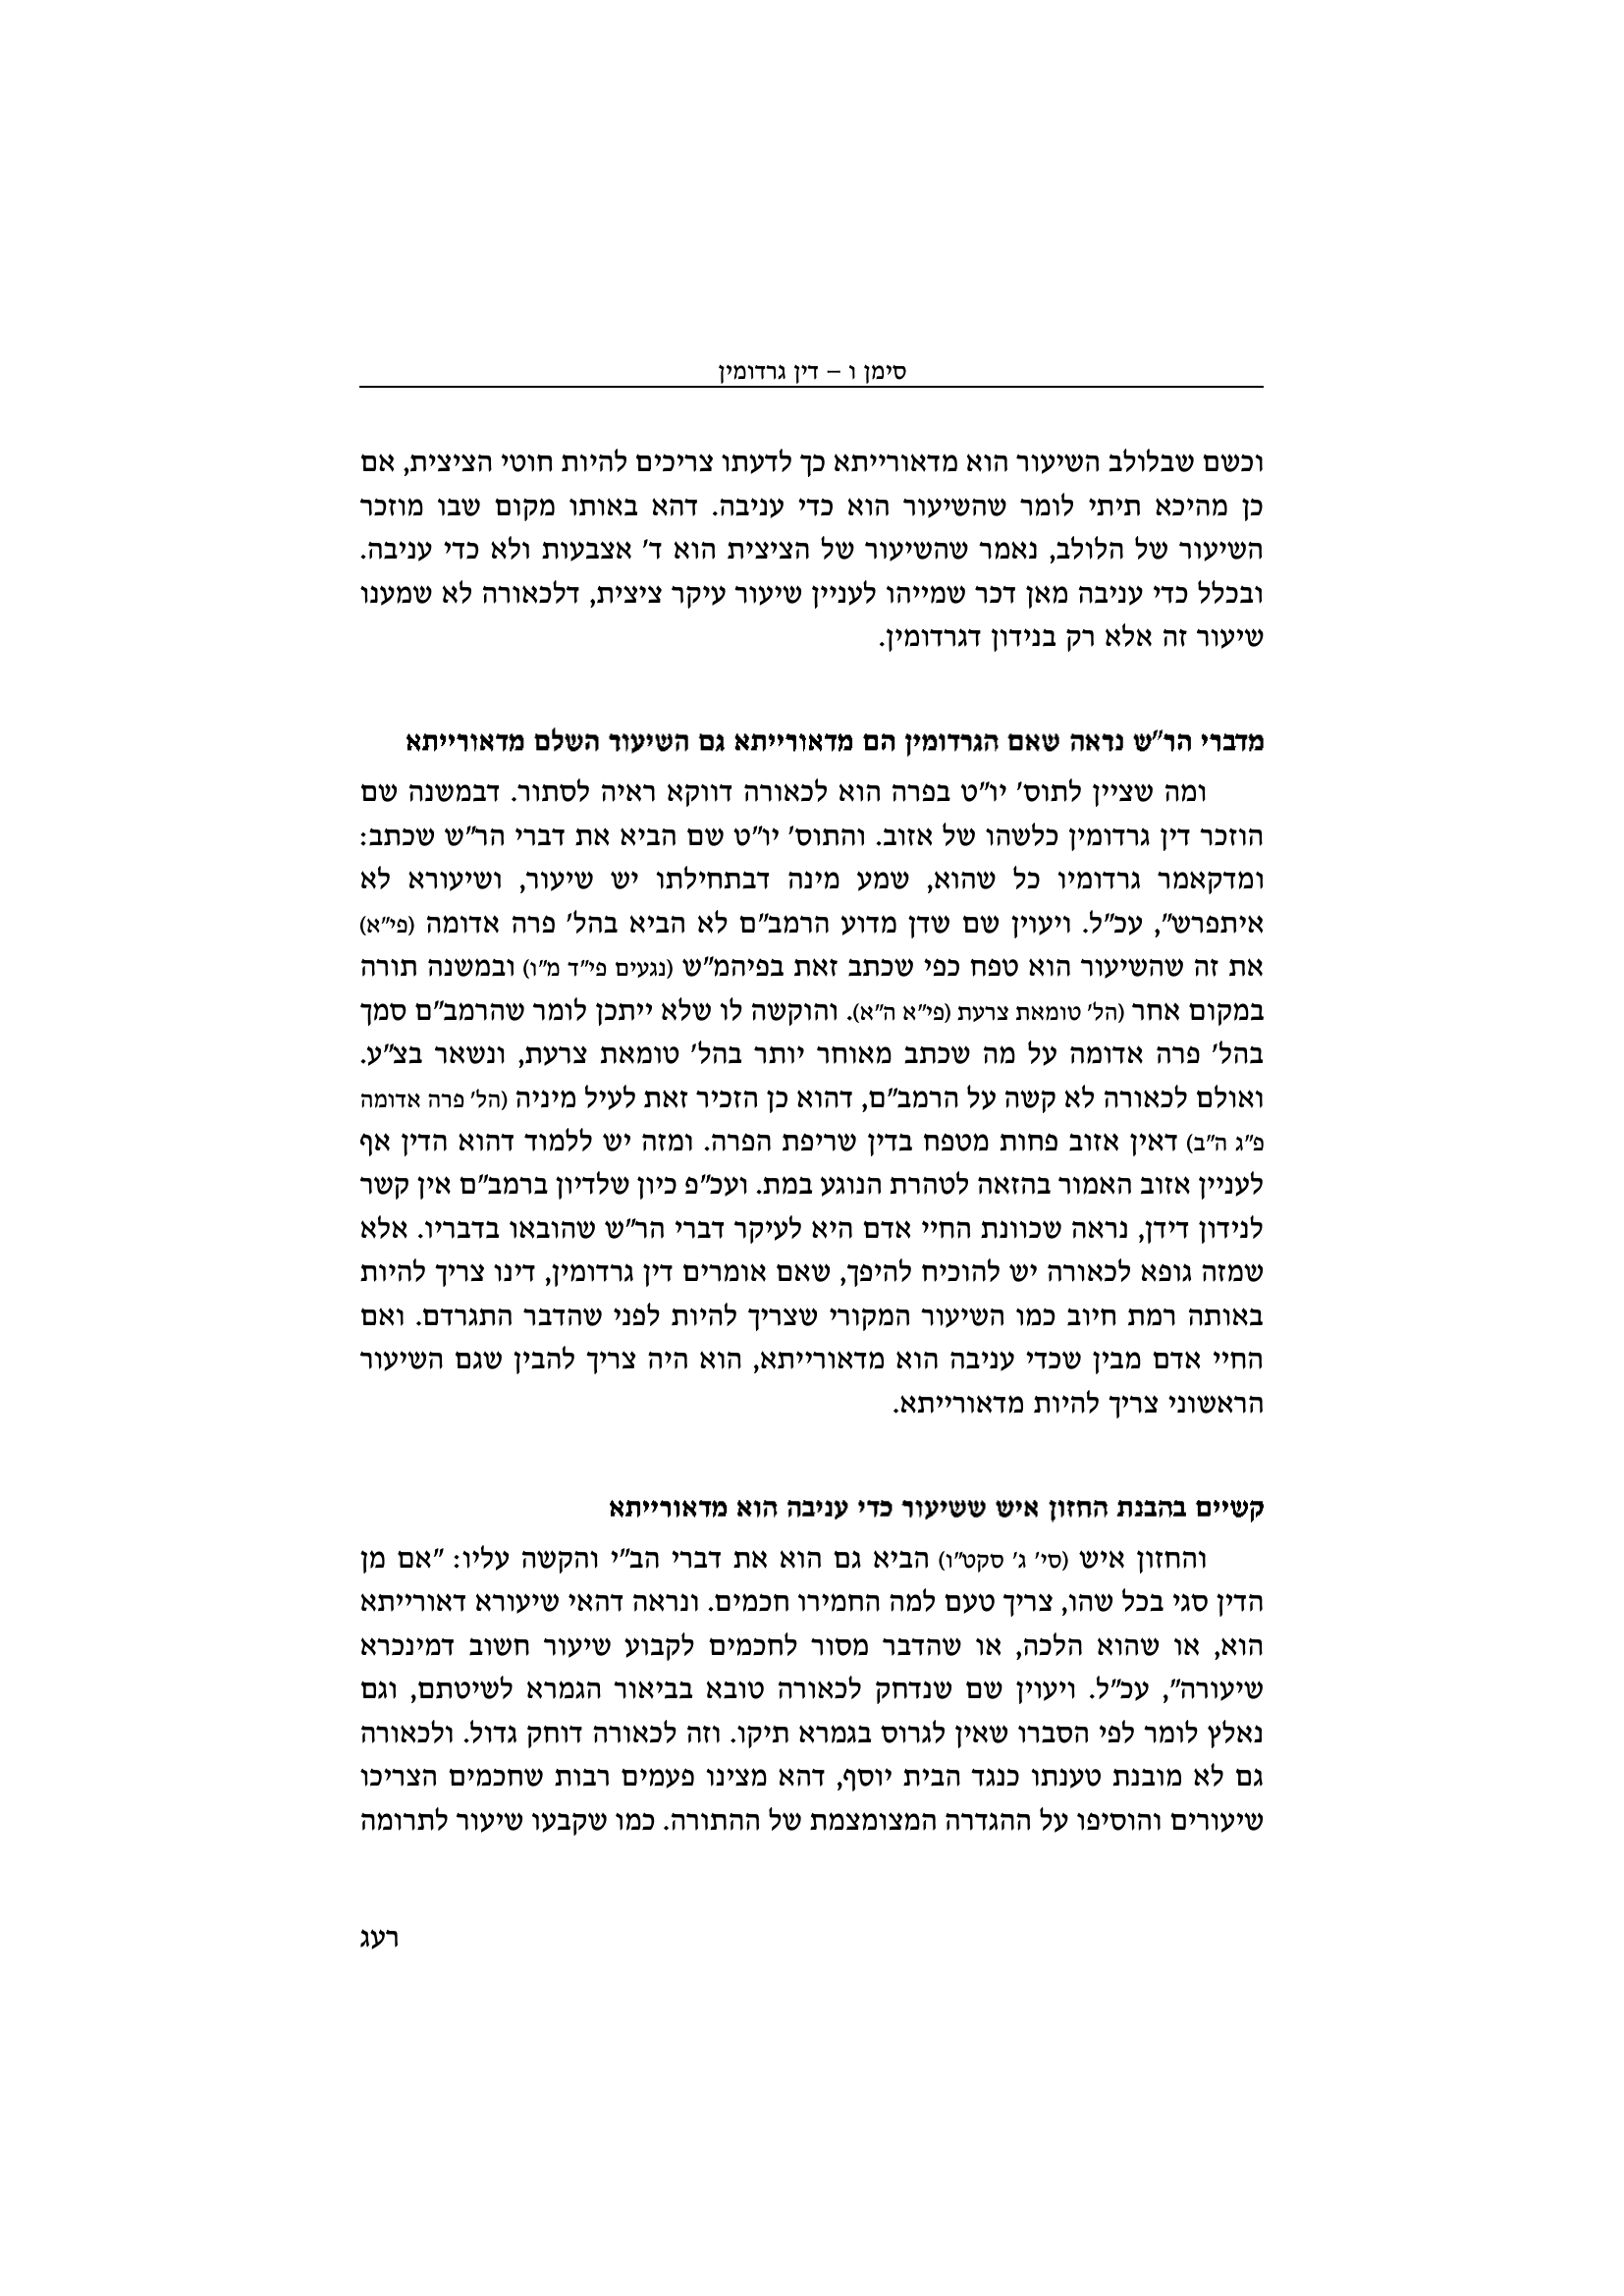 סימן ו – דין גרדומין
וכשם שבלולב השיעור הוא מדאורייתא כך לדעתו צריכים להיות חוטי הציצית, אם
כן מהיכא תיתי לומר שהשיעור הוא כדי עניבה. דהא באותו מקום שבו מוזכר
השיעור של הלולב, נאמר שהשיעור של הציצית הוא ד' אצבעות ולא כדי עניבה.
ובכלל כדי עניבה מאן דכר שמייהו לעניין שיעור עיקר ציצית, דלכאורה לא שמענו
שיעור זה אלא רק בנידון דגרדומין.
מדברי הר"ש נראה שאם הגרדומין הם מדאורייתא גם השיעור השלם מדאורייתא
ומה שציין לתוס' יו"ט בפרה הוא לכאורה דווקא ראיה לסתור. דבמשנה שם
הוזכר דין גרדומין כלשהו של אזוב. והתוס' יו"ט שם הביא את דברי הר"ש שכתב:
ומדקאמר גרדומיו כל שהוא, שמע מינה דבתחילתו יש שיעור, ושיעורא לא
איתפרש", עכ"ל. ויעוין שם שדן מדוע הרמב"ם לא הביא בהל' פרה אדומה (פי"א)
את זה שהשיעור הוא טפח כפי שכתב זאת בפיהמ"ש (נגעים פי"ד מ"ו) ובמשנה תורה
במקום אחר (הל' טומאת צרעת (פי"א ה"א). והוקשה לו שלא ייתכן לומר שהרמב"ם סמך
בהל' פרה אדומה על מה שכתב מאוחר יותר בהל' טומאת צרעת, ונשאר בצ"ע.
ואולם לכאורה לא קשה על הרמב"ם, דהוא כן הזכיר זאת לעיל מיניה (הל' פרה אדומה
פ"ג ה"ב) דאין אזוב פחות מטפח בדין שריפת הפרה. ומזה יש ללמוד דהוא הדין אף
לעניין אזוב האמור בהזאה לטהרת הנוגע במת. ועכ"פ כיון שלדיון ברמב"ם אין קשר
לנידון דידן, נראה שכוונת החיי אדם היא לעיקר דברי הר"ש שהובאו בדבריו. אלא
שמזה גופא לכאורה יש להוכיח להיפך, שאם אומרים דין גרדומין, דינו צריך להיות
באותה רמת חיוב כמו השיעור המקורי שצריך להיות לפני שהדבר התגרדם. ואם
החיי אדם מבין שכדי עניבה הוא מדאורייתא, הוא היה צריך להבין שגם השיעור
הראשוני צריך להיות מדאורייתא.
קשיים בהבנת החזון איש ששיעור כדי עניבה הוא מדאורייתא
והחזון איש (סי' ג' סקט"ו) הביא גם הוא את דברי הב"י והקשה עליו: "אם מן
הדין סגי בכל שהו, צריך טעם למה החמירו חכמים. ונראה דהאי שיעורא דאורייתא
הוא, או שהוא הלכה, או שהדבר מסור לחכמים לקבוע שיעור חשוב דמינכרא
שיעורה", עכ"ל. ויעוין שם שנדחק לכאורה טובא בביאור הגמרא לשיטתם, וגם
נאלץ לומר לפי הסברו שאין לגרוס בגמרא תיקו. וזה לכאורה דוחק גדול. ולכאורה
גם לא מובנת טענתו כנגד הבית יוסף, דהא מצינו פעמים רבות שחכמים הצריכו
שיעורים והוסיפו על ההגדרה המצומצמת של ההתורה. כמו שקבעו שיעור לתרומה
רעג